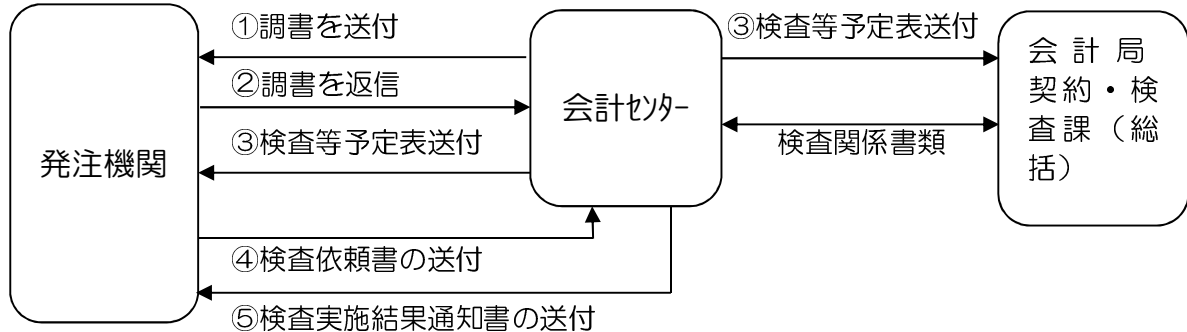 ①調書を送付
②調書を返信
③検査等予定表送付
④検査依頼書の送付
⑤検査実施結果通知書の送付
発注機関
会計ｾﾝﾀｰ
③検査等予定表送付
検査関係書類
会計局
契約・検
査課（総
括）